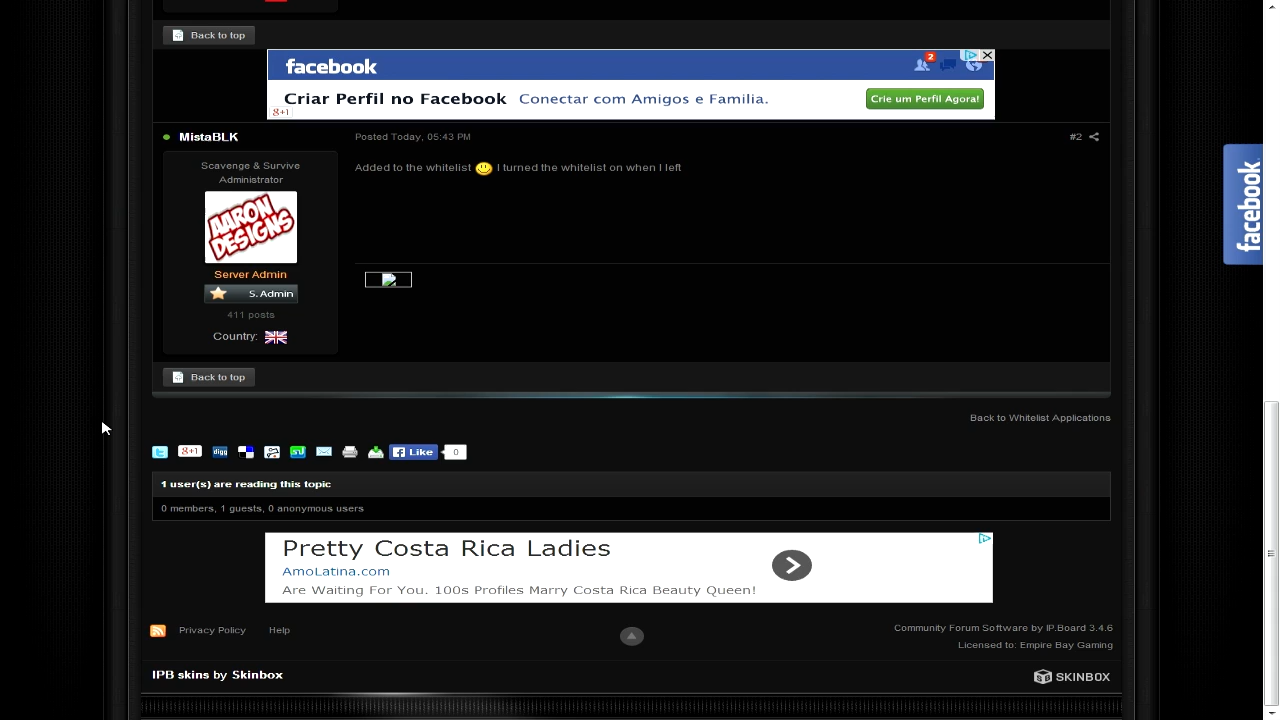 Back to top
facebook
2
Criar Perfil no Facebook Conectar com Amigos e Familia. Crie um Perfil Agora!
g+1
MistaBLK Posted Today, 05:43 PM #2
Scavenge & Survive
Administrator
Added to the whitelist I turned the whitelist on when I left
AARON
DESIGNS
Server Admin
S. Admin
411 posts
Country:
facebook
Back to top
Back to Whitelist Applications
g+1 digg Like 0
1 user(s) are reading this topic
0 members, 1 guests, 0 anonymous users
Pretty Costa Rica Ladies
AmoLatina.com
Are Waiting For You. 100s Profiles Marry Costa Rica Beauty Queen!
Privacy Policy Help
Community Forum Software by IP.Board 3.4.6
Licensed to: Empire Bay Gaming
IPB skins by Skinbox
SKINBOX